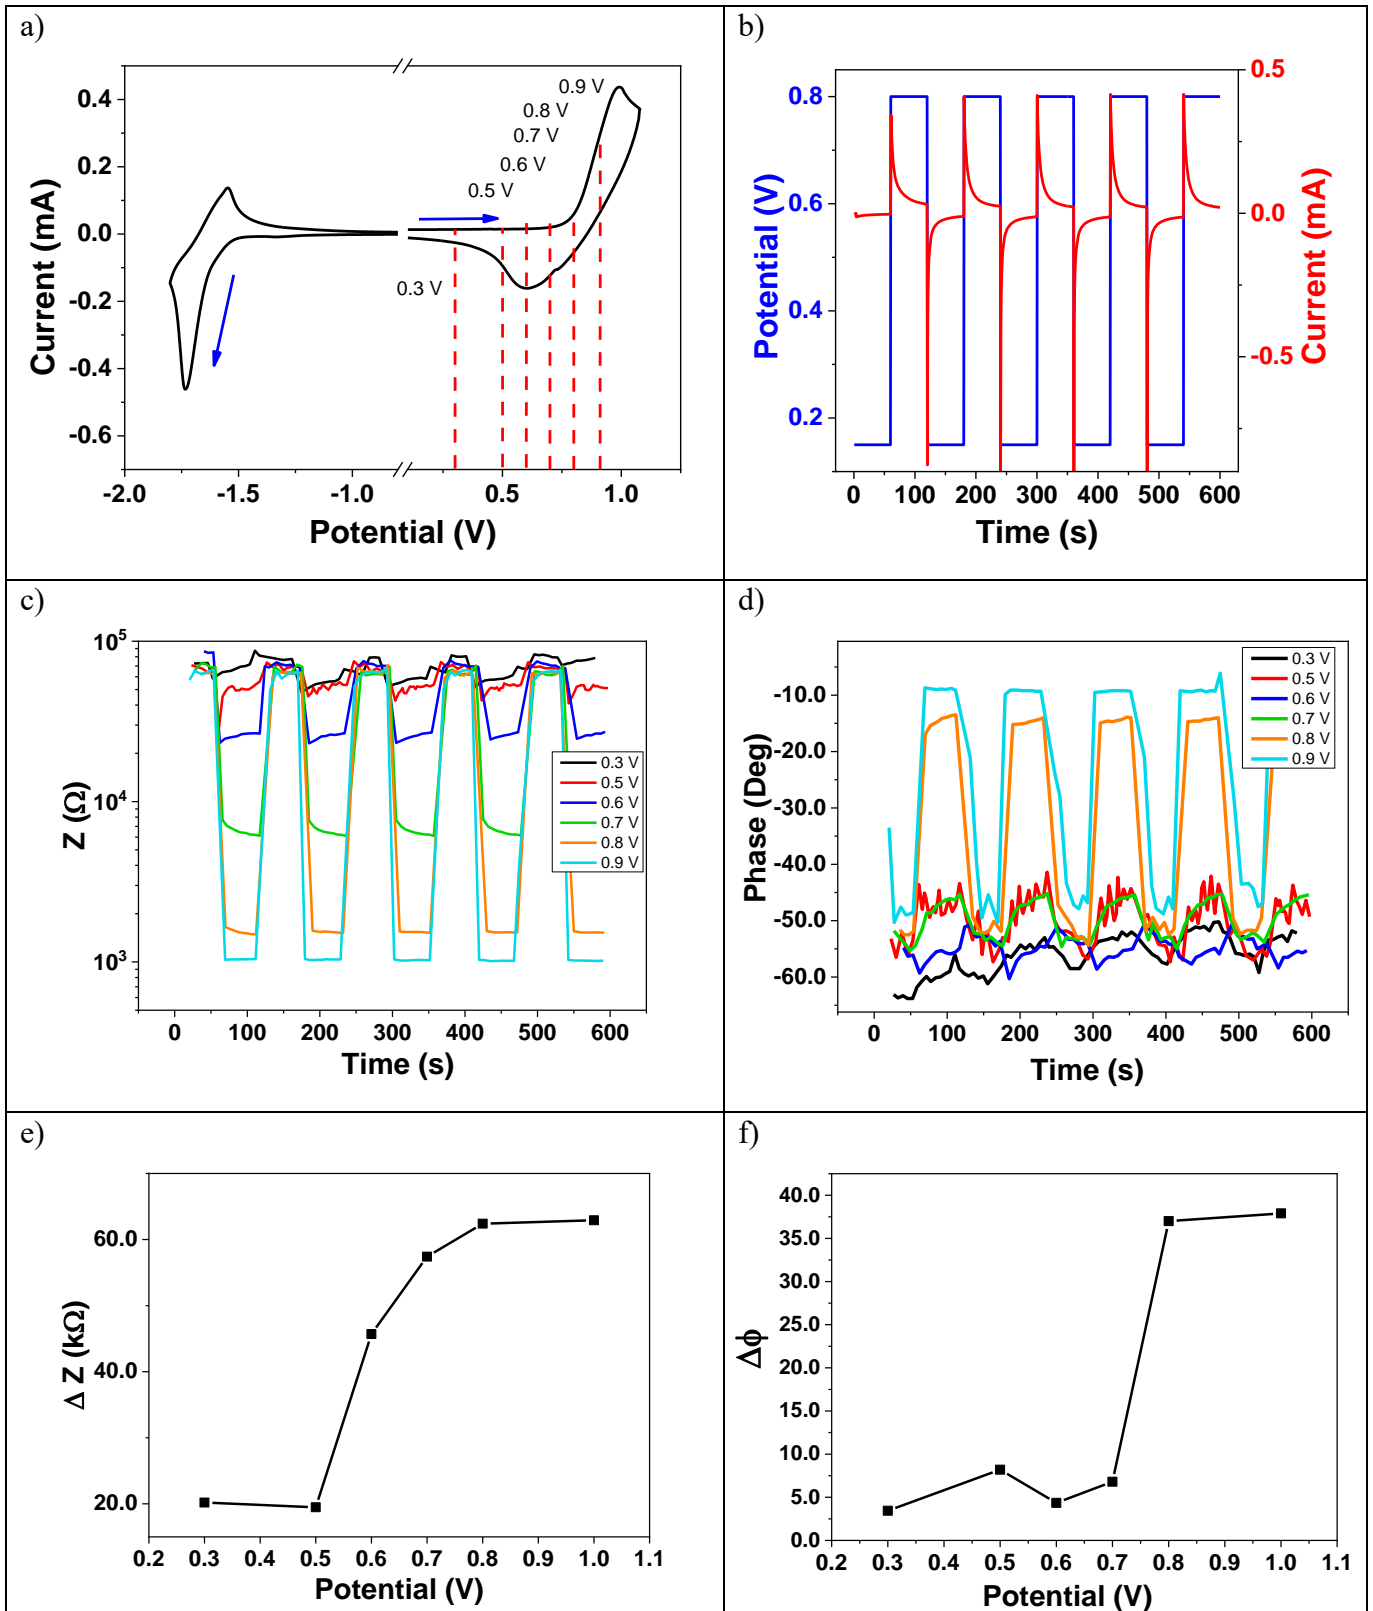 a)
0.4
0.2
0.0
-0.2
-0.4
-0.6
Current (mA)
0.9 V
0.8 V
0.7 V
0.6 V
0.5 V
0.3 V
-2.0 -1.5 -1.0 0.5 1.0
Potential (V)
b)
0.8
0.6
0.4
0.2
Potential (V)
0.5
0.0
-0.5
Current (mA)
0 100 200 300 400 500 600
Time (s)
c)
10^5
10^4
10^3
Z (Ω)
0.3 V
0.5 V
0.6 V
0.7 V
0.8 V
0.9 V
0 100 200 300 400 500 600
Time (s)
d)
-10.0
-20.0
-30.0
-40.0
-50.0
-60.0
Phase (Deg)
0.3 V
0.5 V
0.6 V
0.7 V
0.8 V
0.9 V
0 100 200 300 400 500 600
Time (s)
e)
60.0
40.0
20.0
Δ Z (kΩ)
0.2 0.3 0.4 0.5 0.6 0.7 0.8 0.9 1.0 1.1
Potential (V)
f)
40.0
35.0
30.0
25.0
20.0
15.0
10.0
5.0
0.0
Δϕ
0.2 0.3 0.4 0.5 0.6 0.7 0.8 0.9 1.0 1.1
Potential (V)